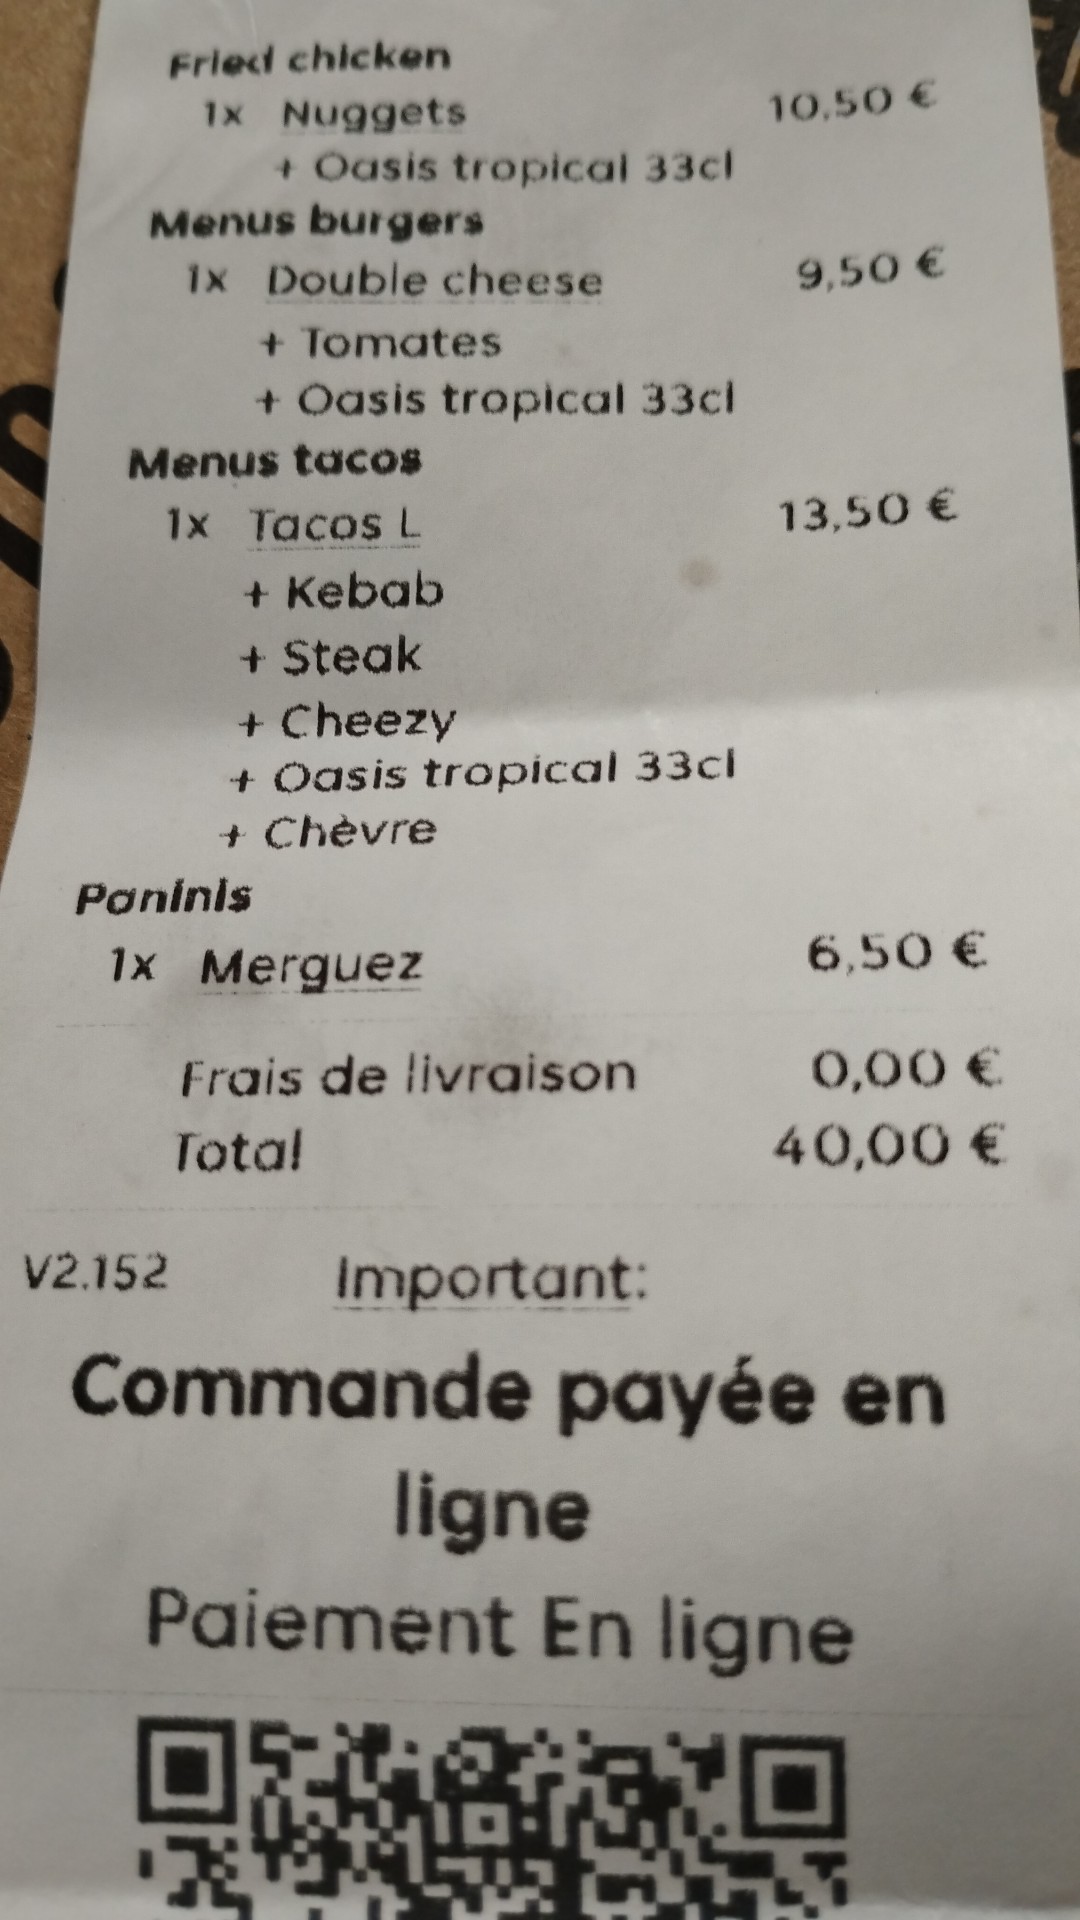 Fried chicken
1x Nuggets 10,50 €
+ Oasis tropical 33cl
Menus burgers
1x Double cheese 9,50 €
+ Tomates
+ Oasis tropical 33cl
Menus tacos
1x Tacos L 13,50 €
+ Kebab
+ Steak
+ Cheezy
+ Oasis tropical 33cl
+ Chèvre
Paninis
1x Merguez 6,50 €
Frais de livraison 0,00 €
Total 40,00 €
V2.152 Important:
Commande payée en
ligne
Paiement En ligne